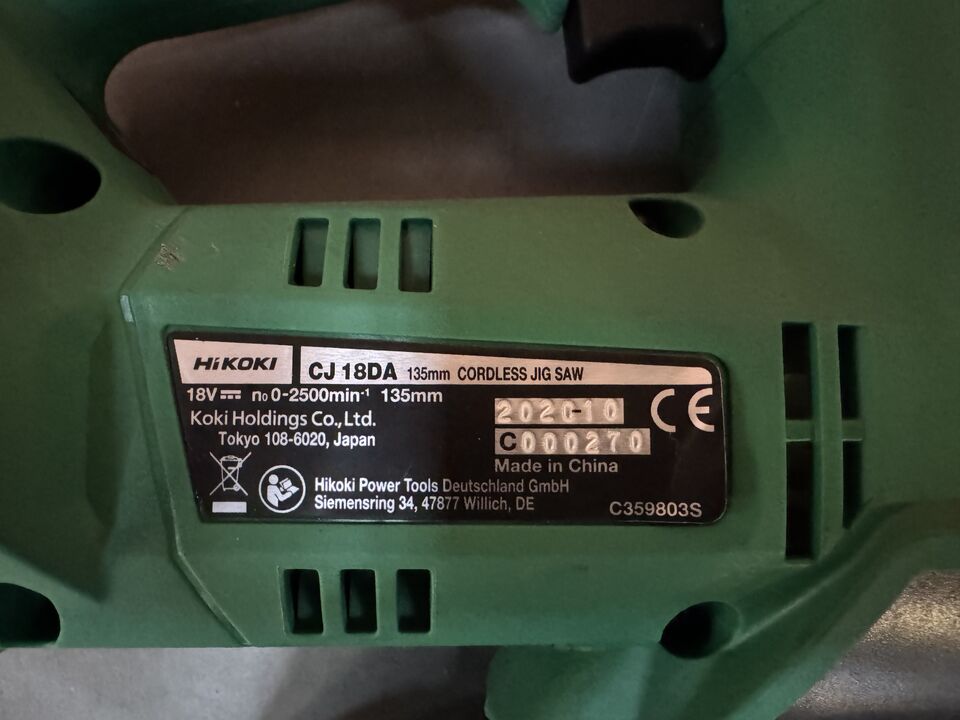 HiKOKI CJ 18DA 135mm CORDLESS JIG SAW
18V⎓ n₀ 0-2500min⁻¹ 135mm
Koki Holdings Co., Ltd.
Tokyo 108-6020, Japan
2020-10
C000270
CE
Made in China
Hikoki Power Tools Deutschland GmbH
Siemensring 34, 47877 Willich, DE
C359803S